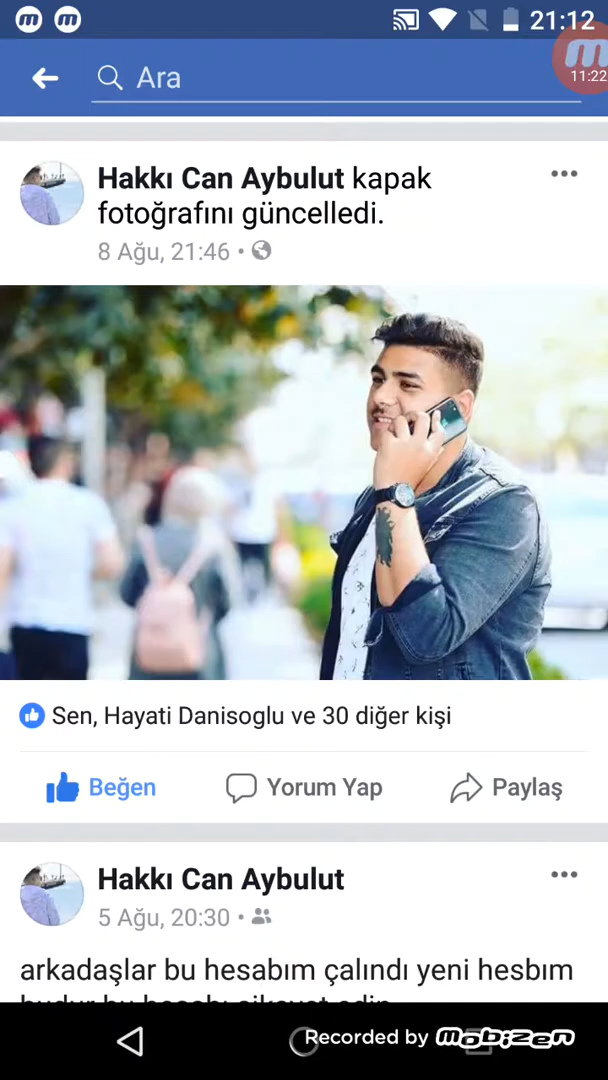 21:12
Ara
11:22
Hakkı Can Aybulut kapak
fotoğrafını güncelledi.
8 Ağu, 21:46
Sen, Hayati Danisoglu ve 30 diğer kişi
Beğen
Yorum Yap
Paylaş
Hakkı Can Aybulut
5 Ağu, 20:30
arkadaşlar bu hesabım çalındı yeni hesbım
Recorded by mobizen